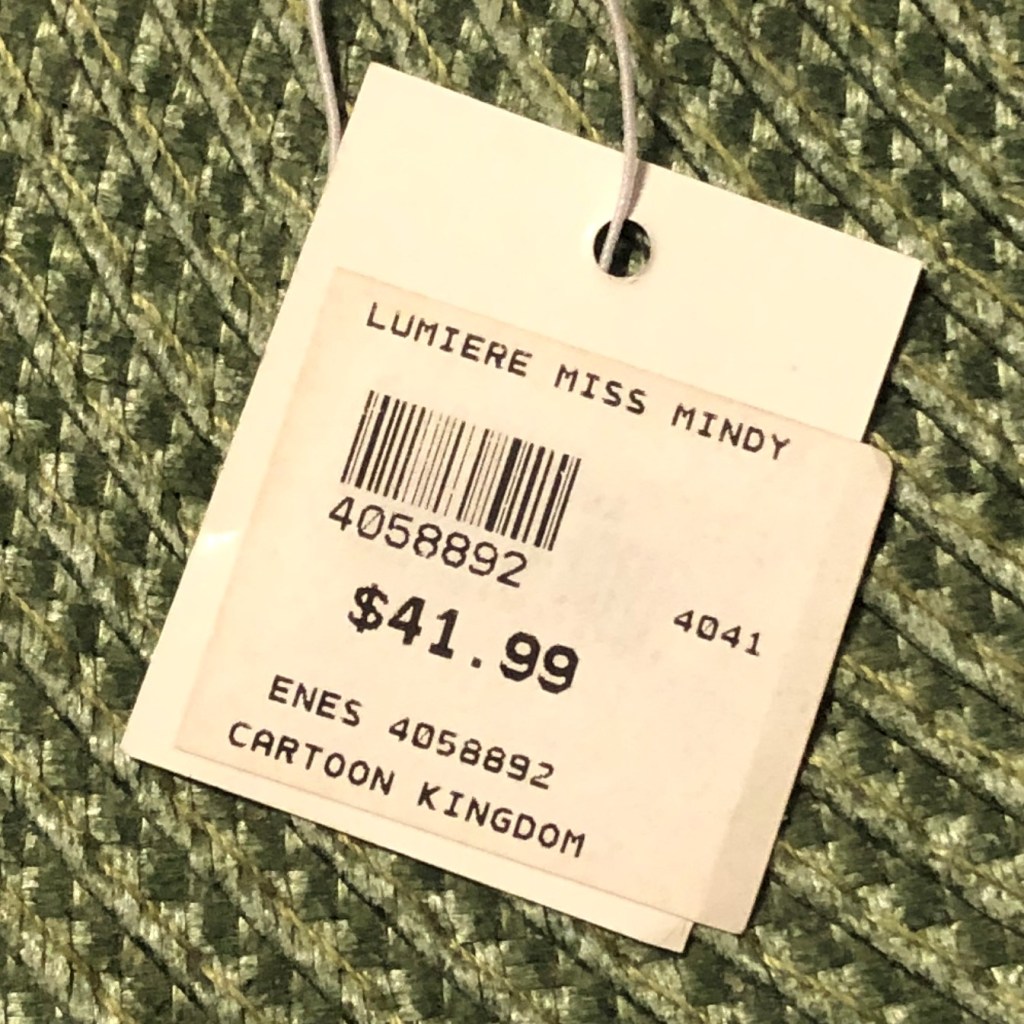 LUMIERE MISS MINDY
4058892
4041
$41.99
ENES 4058892
CARTOON KINGDOM